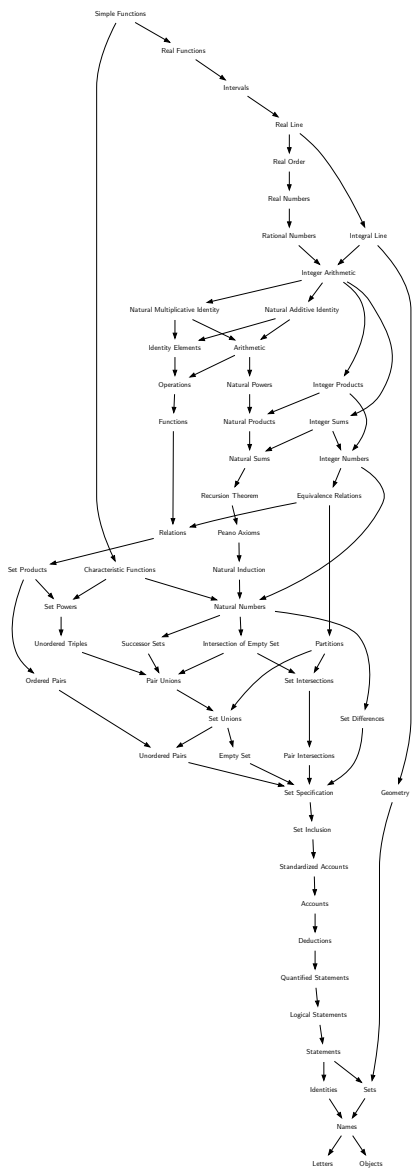 Simple Functions
Real Functions
Intervals
Real Line
Real Order
Real Numbers
Rational Numbers
Integral Line
Integer Arithmetic
Natural Multiplicative Identity
Natural Additive Identity
Identity Elements
Arithmetic
Operations
Natural Powers
Integer Products
Functions
Natural Products
Integer Sums
Natural Sums
Integer Numbers
Recursion Theorem
Equivalence Relations
Relations
Peano Axioms
Set Products
Characteristic Functions
Natural Induction
Set Powers
Natural Numbers
Unordered Triples
Successor Sets
Intersection of Empty Set
Partitions
Ordered Pairs
Pair Unions
Set Intersections
Set Unions
Set Differences
Unordered Pairs
Empty Set
Pair Intersections
Set Specification
Geometry
Set Inclusion
Standardized Accounts
Accounts
Deductions
Quantified Statements
Logical Statements
Statements
Identities
Sets
Names
Letters
Objects